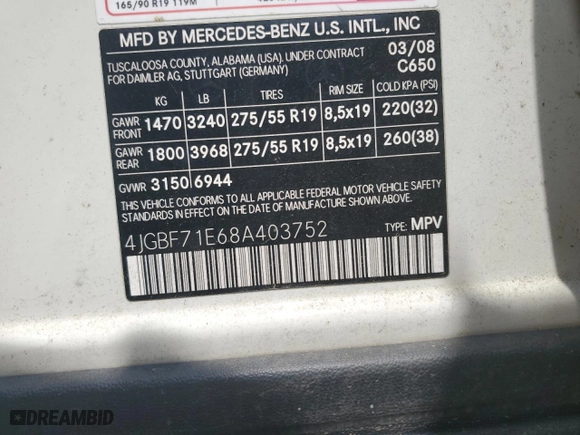 165/90 R19 119M
MFD BY MERCEDES-BENZ U.S. INTL., INC
TUSCALOOSA COUNTY, ALABAMA (USA). UNDER CONTRACT 03/08
FOR DAIMLER AG, STUTTGART (GERMANY) C650
KG LB TIRES RIM SIZE COLD KPA (PSI)
GAWR FRONT 1470 3240 275/55 R19 8,5x19 220(32)
GAWR REAR 1800 3968 275/55 R19 8,5x19 260(38)
GVWR 3150 6944
THIS VEHICLE CONFORMS TO ALL APPLICABLE FEDERAL MOTOR VEHICLE SAFETY
STANDARDS IN EFFECT ON THE DATE OF MANUFACTURE SHOWN ABOVE.
4JGBF71E68A403752 TYPE: MPV
DREAMBID